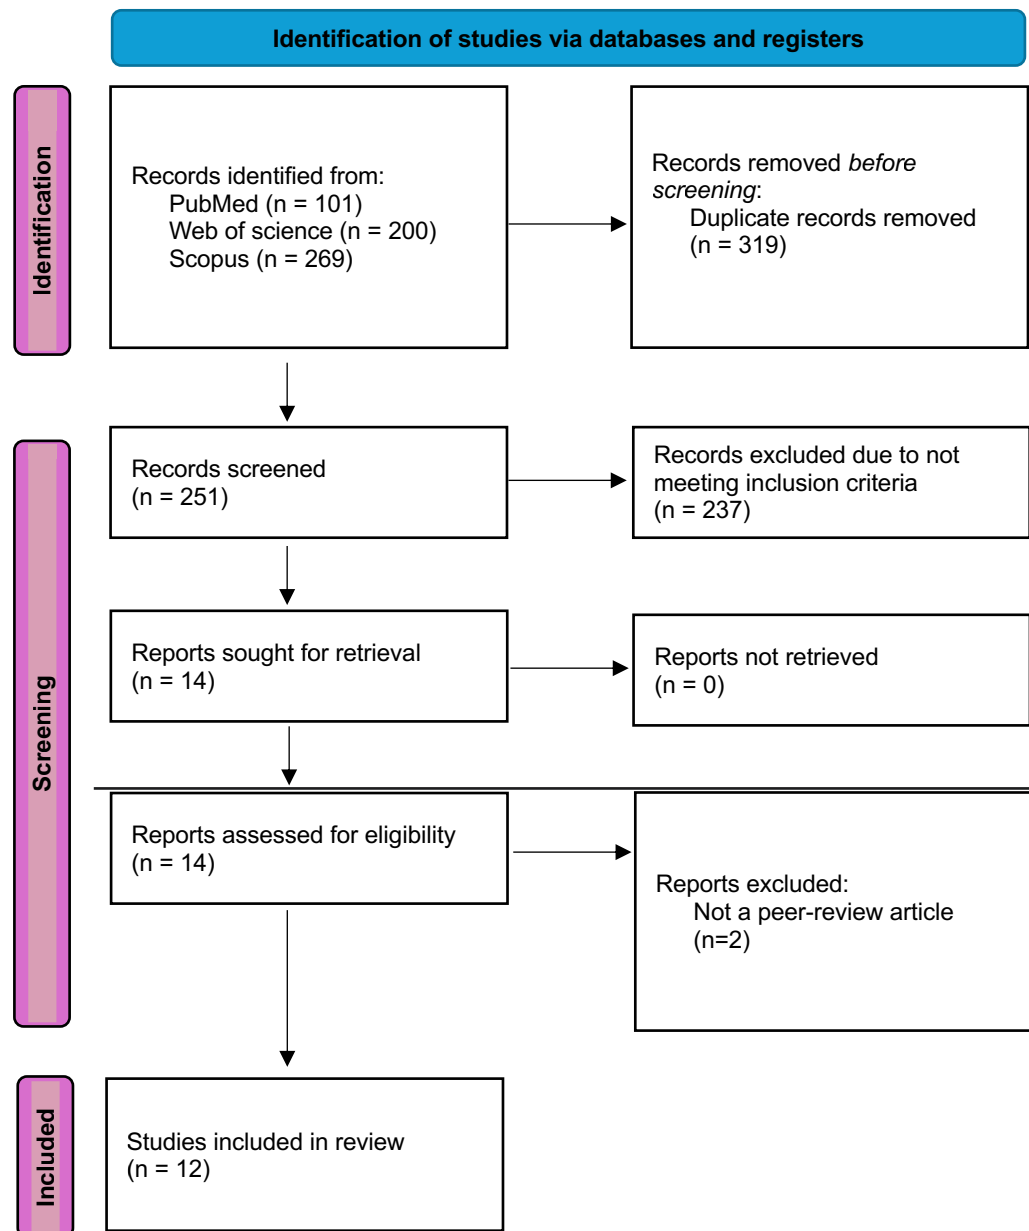 Identification of studies via databases and registers
Identification
Records identified from:
PubMed (n = 101)
Web of science (n = 200)
Scopus (n = 269)
Records removed before
screening:
Duplicate records removed
(n = 319)
Screening
Records screened
(n = 251)
Records excluded due to not
meeting inclusion criteria
(n = 237)
Reports sought for retrieval
(n = 14)
Reports not retrieved
(n = 0)
Reports assessed for eligibility
(n = 14)
Reports excluded:
Not a peer-review article
(n=2)
Included
Studies included in review
(n = 12)